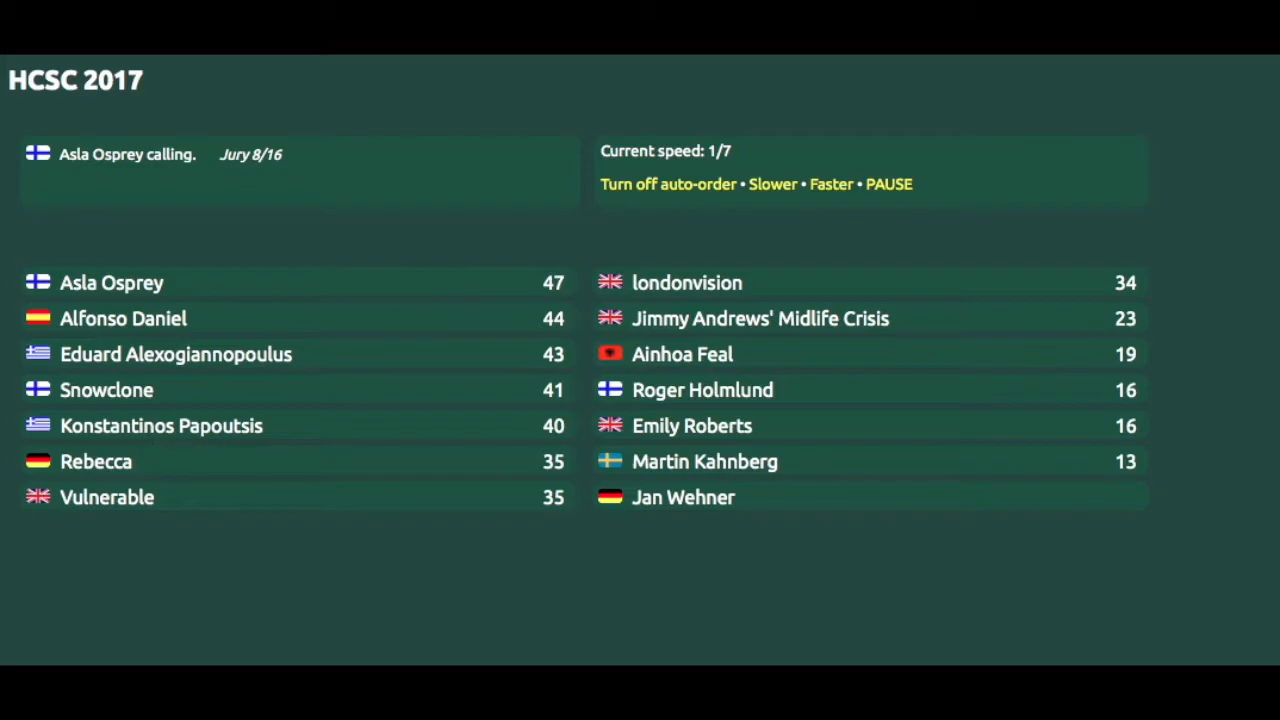 HCSC 2017
Asla Osprey calling. Jury 8/16
Current speed: 1/7
Turn off auto-order • Slower • Faster • PAUSE
Asla Osprey 47
Alfonso Daniel 44
Eduard Alexogiannopoulus 43
Snowclone 41
Konstantinos Papoutsis 40
Rebecca 35
Vulnerable 35
londonvision 34
Jimmy Andrews' Midlife Crisis 23
Ainhoa Feal 19
Roger Holmlund 16
Emily Roberts 16
Martin Kahnberg 13
Jan Wehner